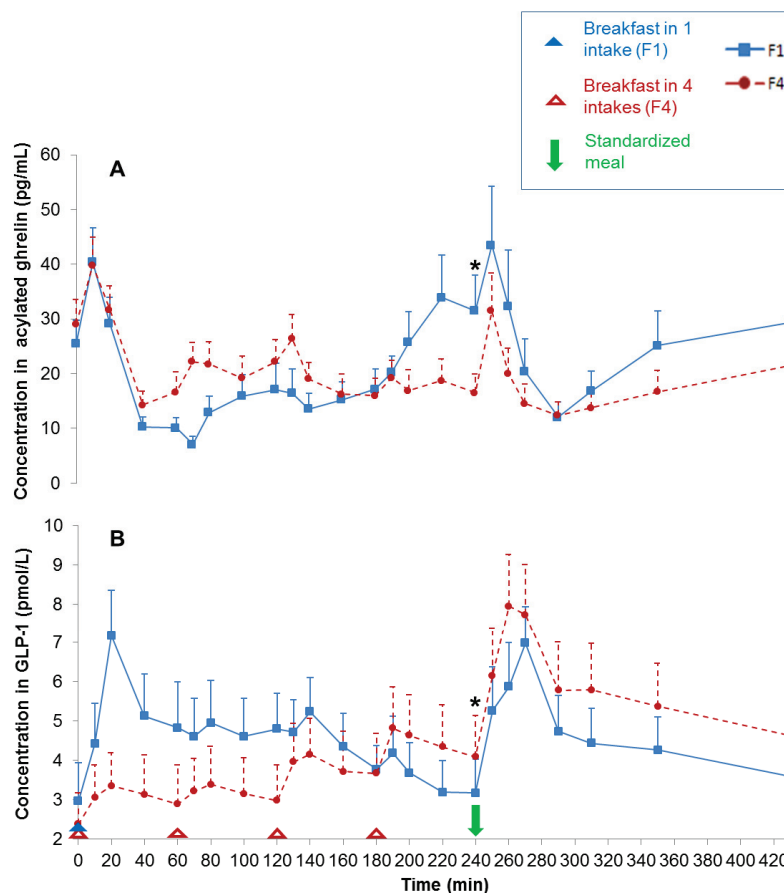 Breakfast in 1
intake (F1)
Breakfast in 4
intakes (F4)
Standardized
meal
F1
F4
Concentration in acylated ghrelin (pg/mL)
A
60
50
40
30
20
10
0
*
Concentration in GLP-1 (pmol/L)
B
10
9
8
7
6
5
4
3
2
*
0 20 40 60 80 100 120 140 160 180 200 220 240 260 280 300 320 340 360 380 400 420
Time (min)